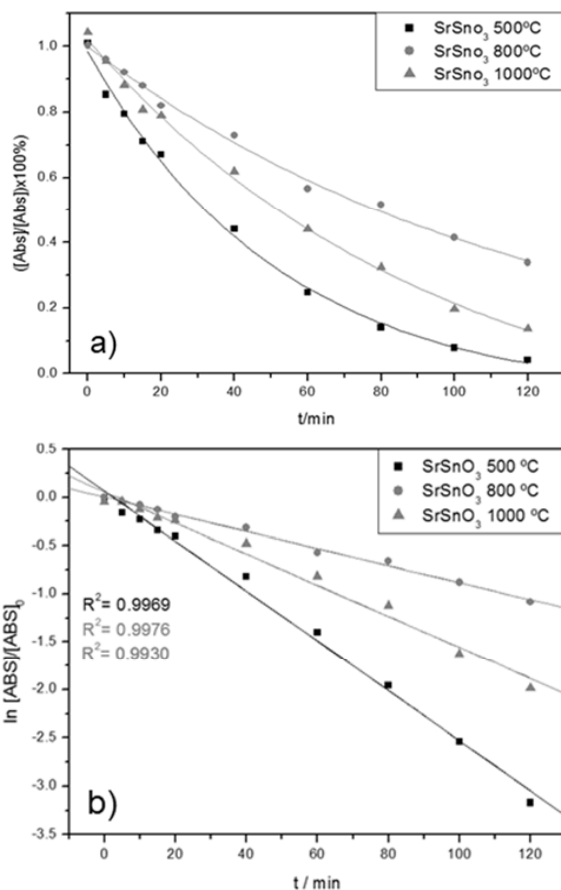 SrSno3 500°C
SrSno3 800°C
SrSno3 1000°C
1.0
0.8
0.6
0.4
0.2
0.0
([Abs]/[Abs])x100%)
a)
0 20 40 60 80 100 120
t/min
SrSnO3 500 ºC
SrSnO3 800 ºC
SrSnO3 1000 ºC
0.5
0.0
-0.5
-1.0
-1.5
-2.0
-2.5
-3.0
-3.5
ln [ABS]/[ABS]0
R2= 0.9969
R2= 0.9976
R2= 0.9930
b)
0 20 40 60 80 100 120
t / min